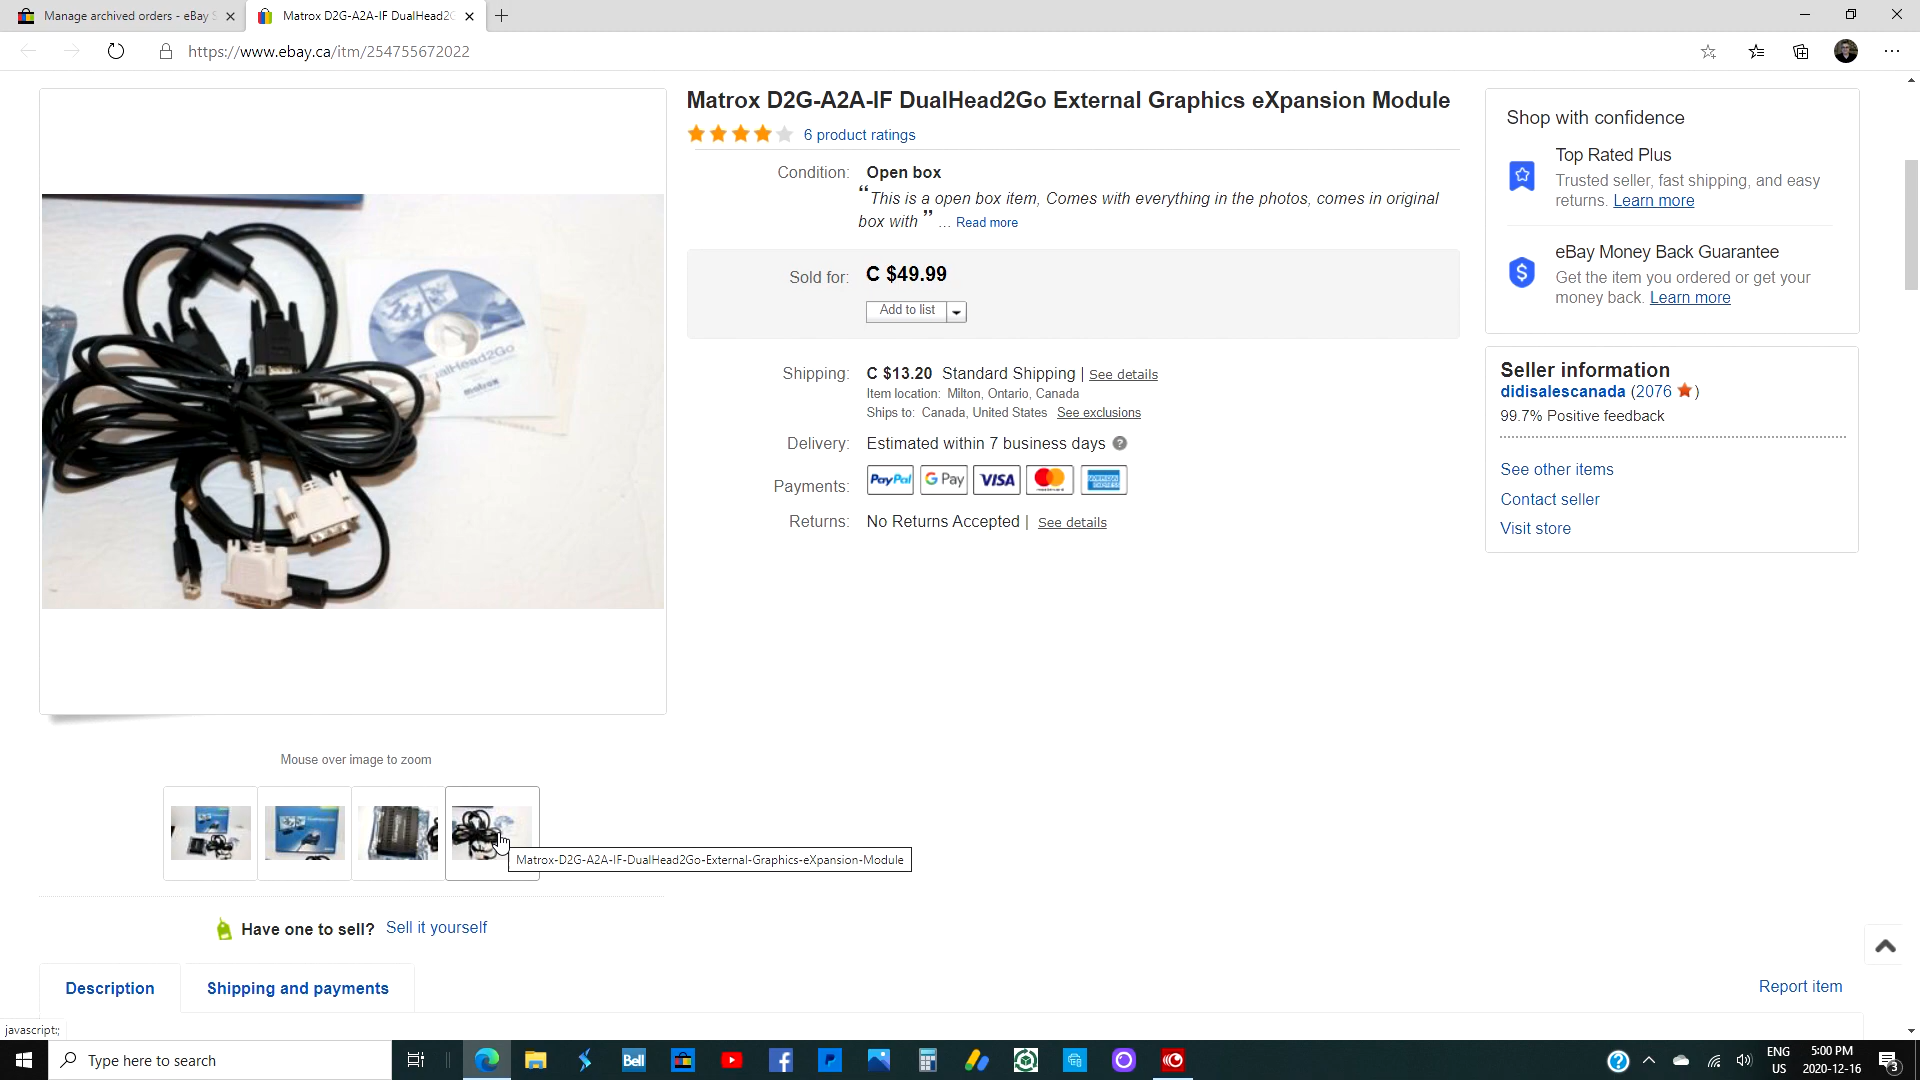 Manage archived orders - eBay S
Matrox D2G-A2A-IF DualHead2G
https://www.ebay.ca/itm/254755672022
Matrox D2G-A2A-IF DualHead2Go External Graphics eXpansion Module
6 product ratings
Condition: Open box
“This is a open box item, Comes with everything in the photos, comes in original
box with ” ... Read more
Sold for: C $49.99
Add to list
Shipping: C $13.20 Standard Shipping | See details
Item location: Milton, Ontario, Canada
Ships to: Canada, United States See exclusions
Delivery: Estimated within 7 business days ?
Payments: PayPal G Pay VISA
Returns: No Returns Accepted | See details
Shop with confidence
Top Rated Plus
Trusted seller, fast shipping, and easy
returns. Learn more
eBay Money Back Guarantee
Get the item you ordered or get your
money back. Learn more
Seller information
didisalescanada (2076 )
99.7% Positive feedback
See other items
Contact seller
Visit store
alHead2Go
matrox
Mouse over image to zoom
Matrox-D2G-A2A-IF-DualHead2Go-External-Graphics-eXpansion-Module
Have one to sell? Sell it yourself
Description
Shipping and payments
Report item
javascript:;
Type here to search
Bell
ENG
US
5:00 PM
2020-12-16
3